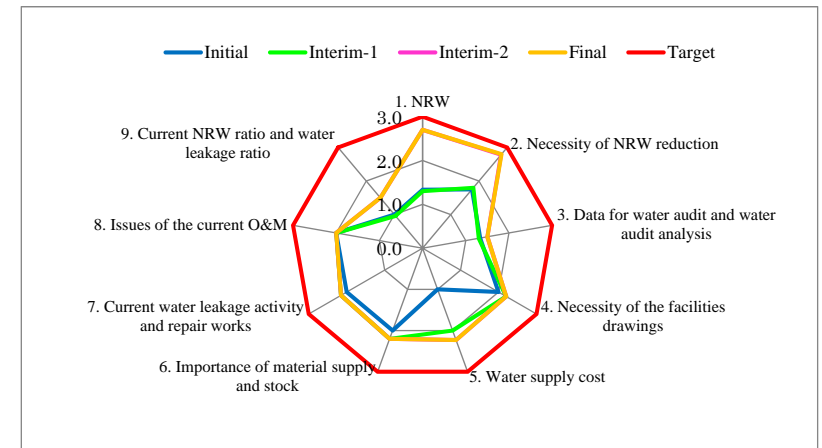 Initial Interim-1 Interim-2 Final Target
1. NRW
2. Necessity of NRW reduction
3. Data for water audit and water
audit analysis
4. Necessity of the facilities
drawings
5. Water supply cost
6. Importance of material supply
and stock
7. Current water leakage activity
and repair works
8. Issues of the current O&M
9. Current NRW ratio and water
leakage ratio
3.0
2.0
1.0
0.0